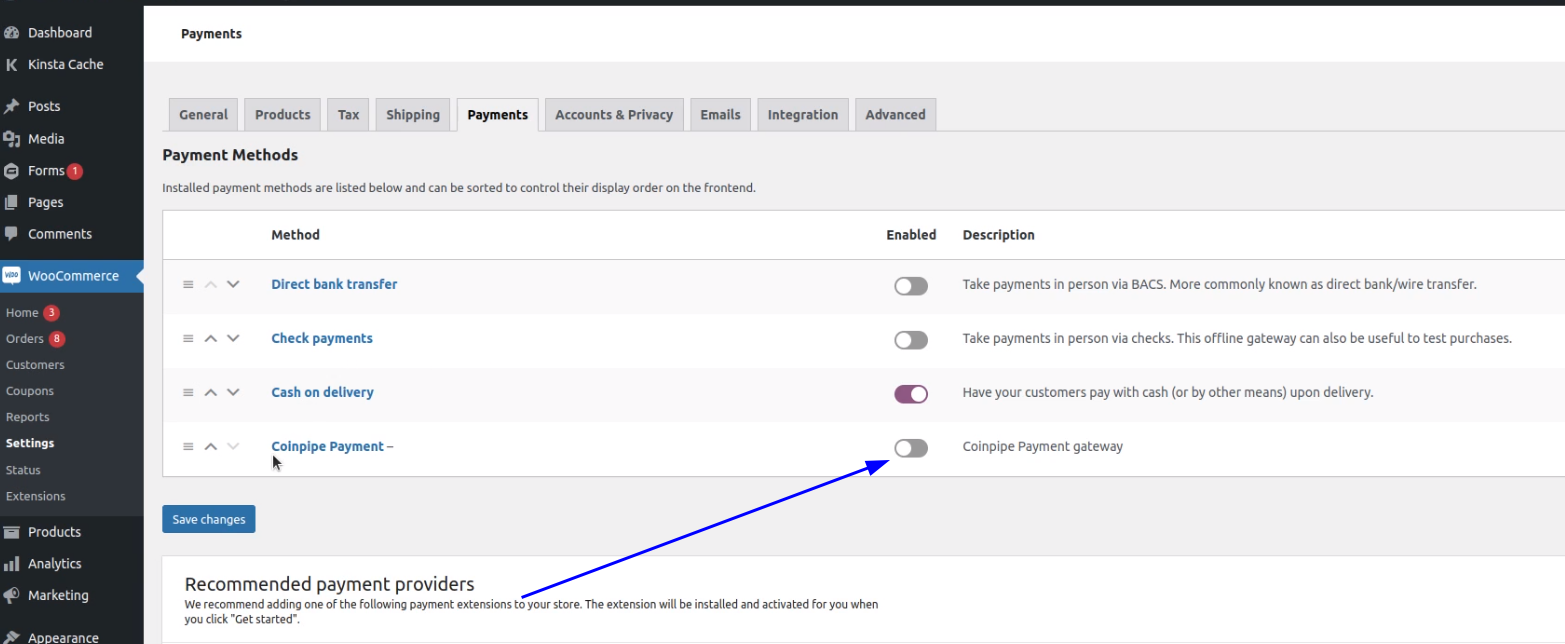 Dashboard
Kinsta Cache
Posts
Media
Forms 1
Pages
Comments
WooCommerce
Home 3
Orders 8
Customers
Coupons
Reports
Settings
Status
Extensions
Products
Analytics
Marketing
Appearance
Payments
General Products Tax Shipping Payments Accounts & Privacy Emails Integration Advanced
Payment Methods
Installed payment methods are listed below and can be sorted to control their display order on the frontend.
Method Enabled Description
Direct bank transfer Take payments in person via BACS. More commonly known as direct bank/wire transfer.
Check payments Take payments in person via checks. This offline gateway can also be useful to test purchases.
Cash on delivery Have your customers pay with cash (or by other means) upon delivery.
Coinpipe Payment – Coinpipe Payment gateway
Save changes
Recommended payment providers
We recommend adding one of the following payment extensions to your store. The extension will be installed and activated for you when
you click "Get started".